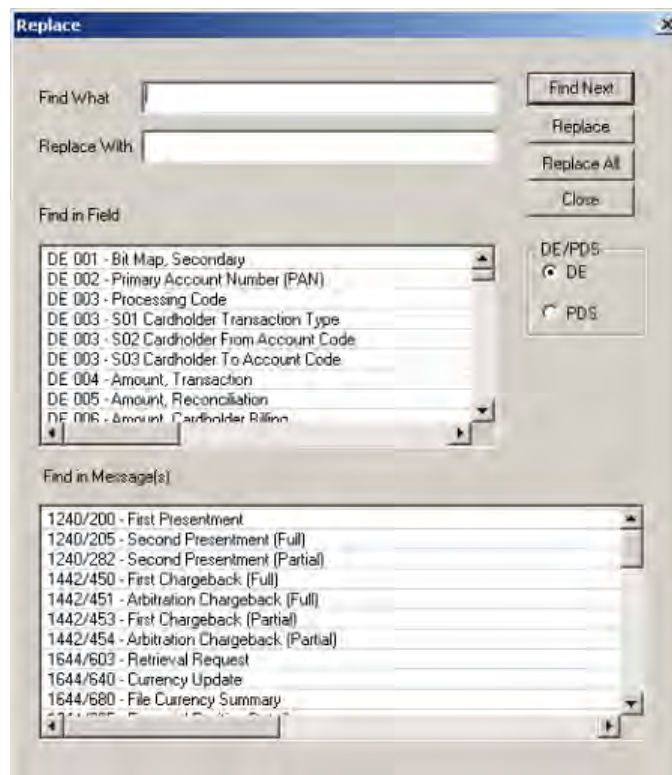 Replace
Find What
Find Next
Replace With
Replace
Replace All
Close
Find in Field
DE/PDS
DE
PDS
DE 001 - Bit Map, Secondary
DE 002 - Primary Account Number (PAN)
DE 003 - Processing Code
DE 003 - S01 Cardholder Transaction Type
DE 003 - S02 Cardholder From Account Code
DE 003 - S03 Cardholder To Account Code
DE 004 - Amount, Transaction
DE 005 - Amount, Reconciliation
DE 006 - Amount, Cardholder Billing
Find in Message(s)
1240/200 - First Presentment
1240/205 - Second Presentment (Full)
1240/282 - Second Presentment (Partial)
1442/450 - First Chargeback (Full)
1442/451 - Arbitration Chargeback (Full)
1442/453 - First Chargeback (Partial)
1442/454 - Arbitration Chargeback (Partial)
1644/603 - Retrieval Request
1644/640 - Currency Update
1644/680 - File Currency Summary